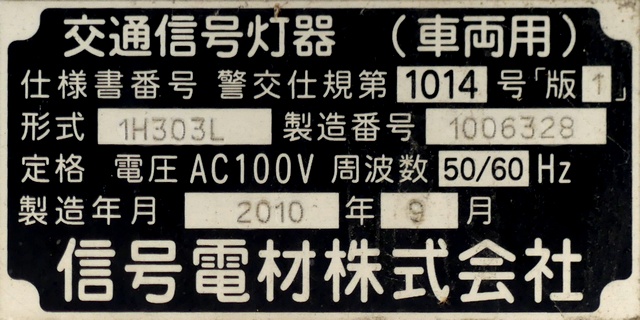 交通信号灯器 （車両用）
仕様書番号 警交仕規第 1014 号「版 1」
形式 1H303L 製造番号 1006328
定格 電圧 AC100V 周波数 50/60 Hz
製造年月 2010 年 9 月
信号電材株式会社